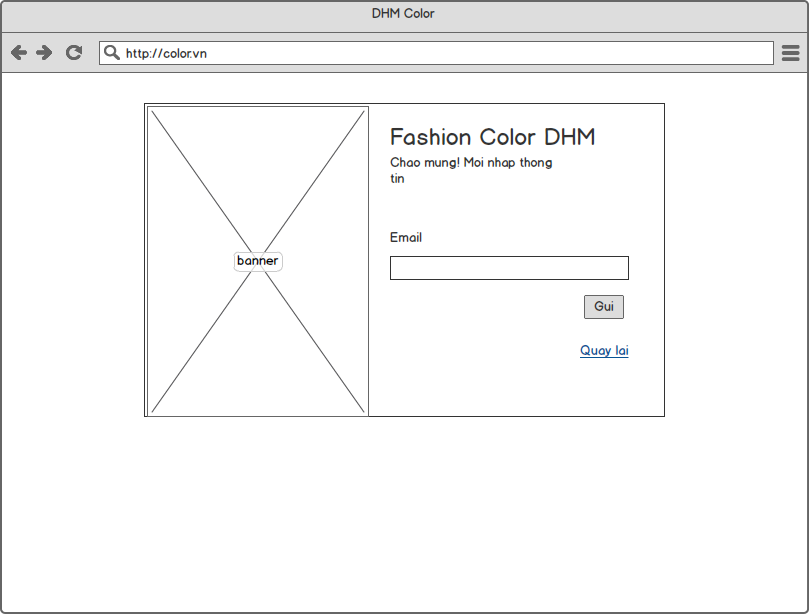 DHM Color
http://color.vn
Fashion Color DHM
Chao mung! Moi nhap thong
tin
banner
Email
Gui
Quay lai